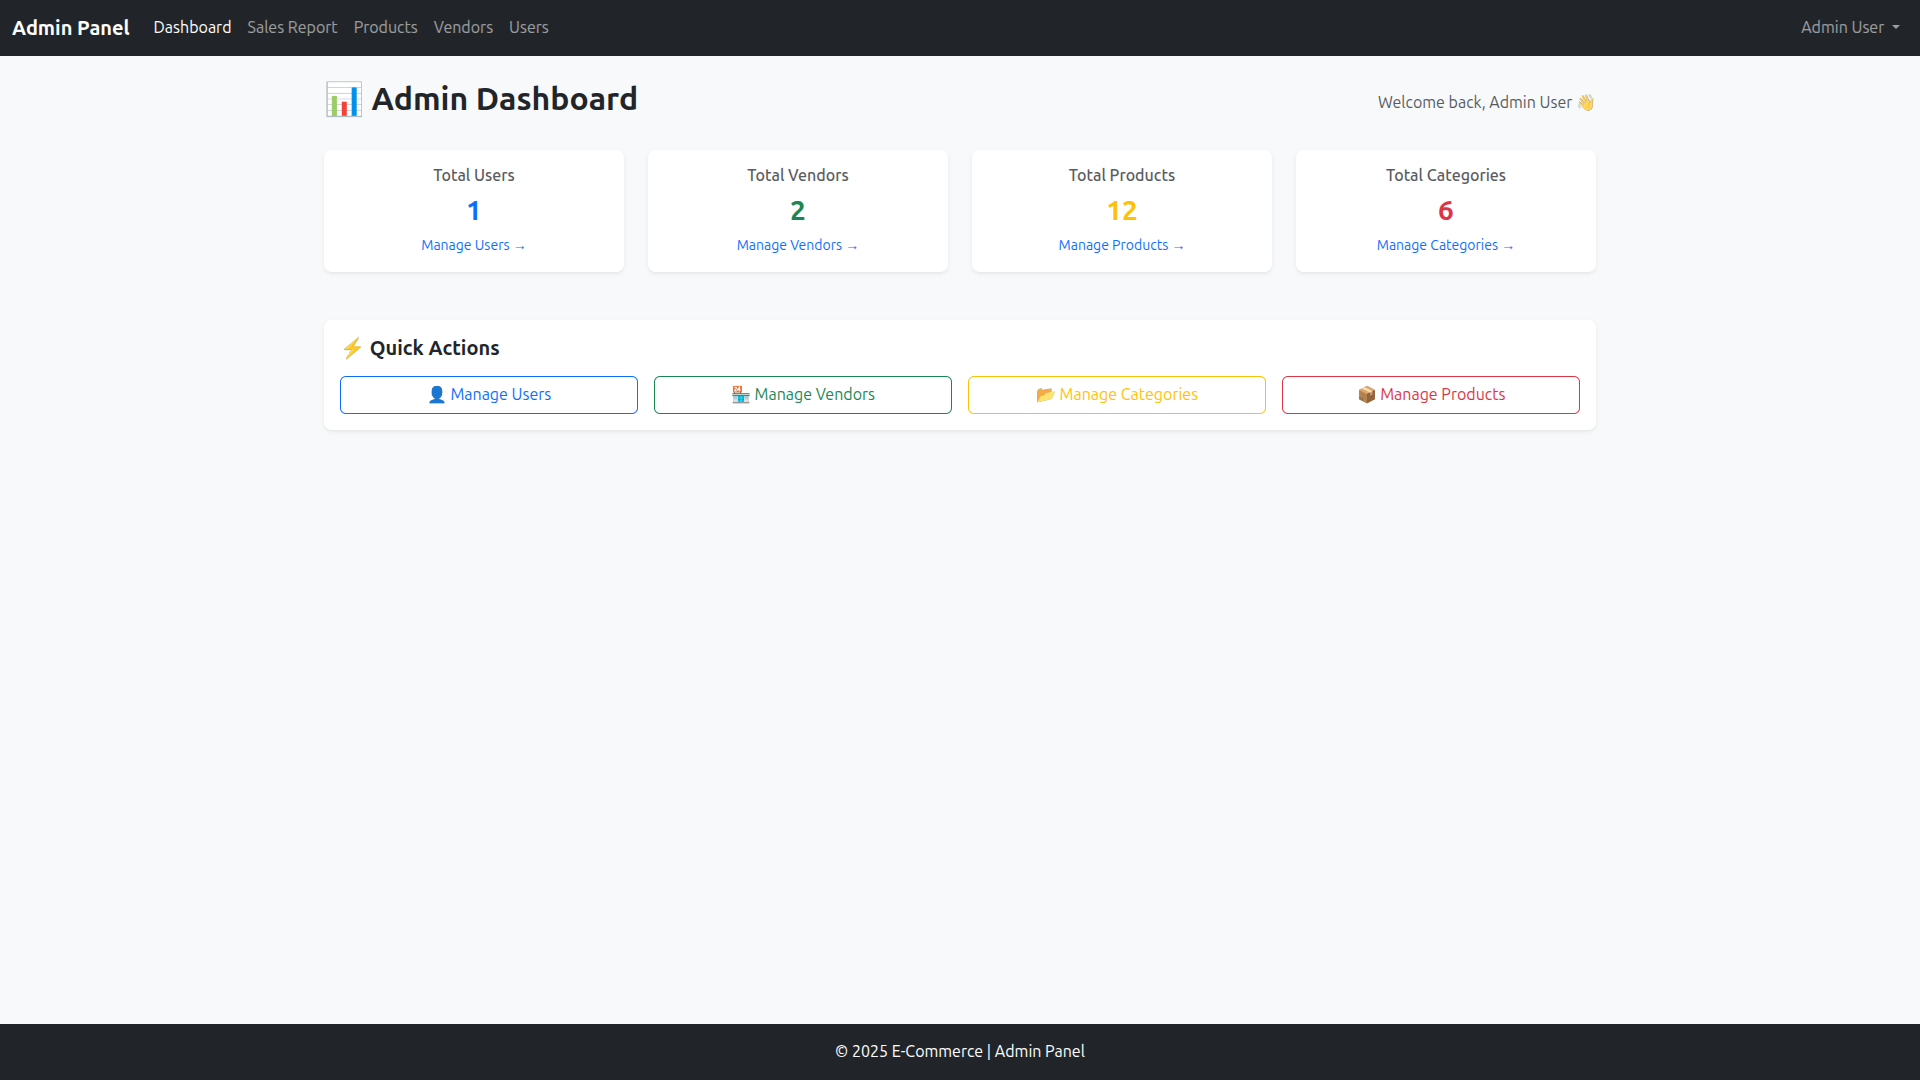 Admin Panel Dashboard Sales Report Products Vendors Users Admin User
📊 Admin Dashboard
Welcome back, Admin User 👋
Total Users
1
Manage Users →
Total Vendors
2
Manage Vendors →
Total Products
12
Manage Products →
Total Categories
6
Manage Categories →
⚡ Quick Actions
👤 Manage Users
🏪 Manage Vendors
📂 Manage Categories
📦 Manage Products
© 2025 E-Commerce | Admin Panel